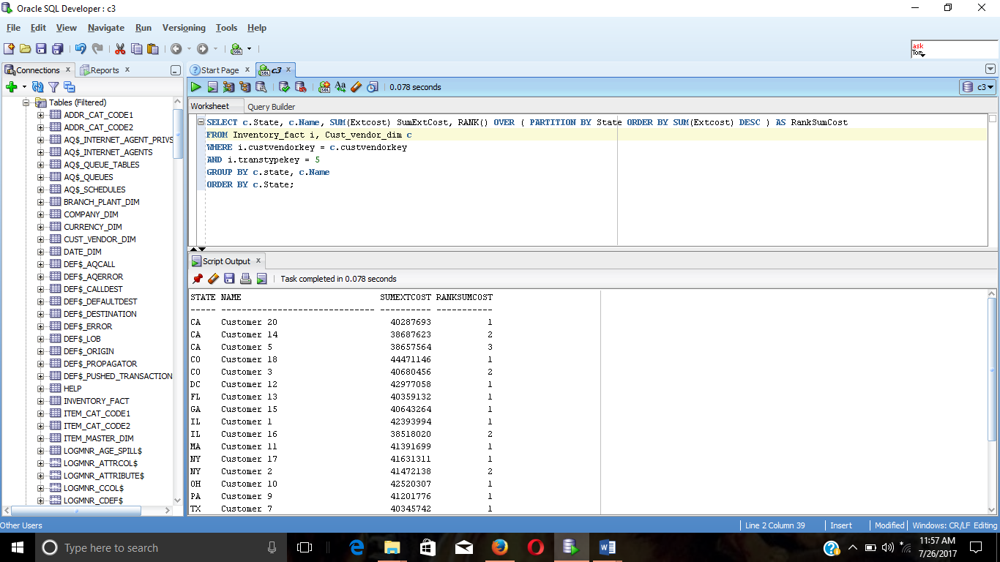 Oracle SQL Developer : c3
File Edit View Navigate Run Versioning Tools Help
ask
Tom
Connections x Reports x
Start Page x c3 x
0.078 seconds
c3
Worksheet Query Builder
Tables (Filtered)
ADDR_CAT_CODE1
ADDR_CAT_CODE2
AQ$_INTERNET_AGENT_PRIVS
AQ$_INTERNET_AGENTS
AQ$_QUEUE_TABLES
AQ$_QUEUES
AQ$_SCHEDULES
BRANCH_PLANT_DIM
COMPANY_DIM
CURRENCY_DIM
CUST_VENDOR_DIM
DATE_DIM
DEF$_AQCALL
DEF$_AQERROR
DEF$_CALLDEST
DEF$_DEFAULTDEST
DEF$_DESTINATION
DEF$_ERROR
DEF$_LOB
DEF$_ORIGIN
DEF$_PROPAGATOR
DEF$_PUSHED_TRANSACTION
HELP
INVENTORY_FACT
ITEM_CAT_CODE1
ITEM_CAT_CODE2
ITEM_MASTER_DIM
LOGMNR_AGE_SPILL$
LOGMNR_ATTRCOL$
LOGMNR_ATTRIBUTE$
LOGMNR_CCOL$
LOGMNR_CDEF$
SELECT c.State, c.Name, SUM(Extcost) SumExtCost, RANK() OVER ( PARTITION BY State ORDER BY SUM(Extcost) DESC ) AS RankSumCost
FROM Inventory_fact i, Cust_vendor_dim c
WHERE i.custvendorkey = c.custvendorkey
AND i.transtypekey = 5
GROUP BY c.state, c.Name
ORDER BY c.State;
Script Output x
Task completed in 0.078 seconds
STATE NAME SUMEXTCOST RANKSUMCOST
----- ------------------------------ ---------- -----------
CA Customer 20 40287693 1
CA Customer 14 38687623 2
CA Customer 5 38657564 3
CO Customer 18 44471146 1
CO Customer 3 40680456 2
DC Customer 12 42977058 1
FL Customer 13 40359132 1
GA Customer 15 40643264 1
IL Customer 1 42393994 1
IL Customer 16 38518020 2
MA Customer 11 41391699 1
NY Customer 17 41631311 1
NY Customer 2 41472138 2
OH Customer 10 42520307 1
PA Customer 9 41201776 1
TX Customer 7 40345742 1
Other Users
Line 2 Column 39 Insert Modified Windows: CR/LF Editing
Type here to search
11:57 AM
7/26/2017